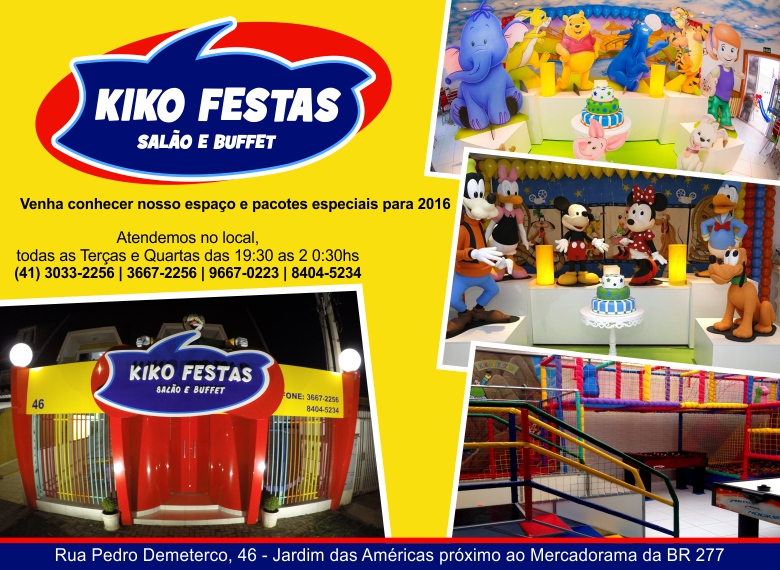 KIKO FESTAS
SALÃO E BUFFET
Venha conhecer nosso espaço e pacotes especiais para 2016
Atendemos no local,
todas as Terças e Quartas das 19:30 as 2 0:30hs
(41) 3033-2256 | 3667-2256 | 9667-0223 | 8404-5234
KIKO FESTAS
SALÃO E BUFFET
46
FONE: 3667-2256
8404-5234
Rua Pedro Demeterco, 46 - Jardim das Américas próximo ao Mercadorama da BR 277